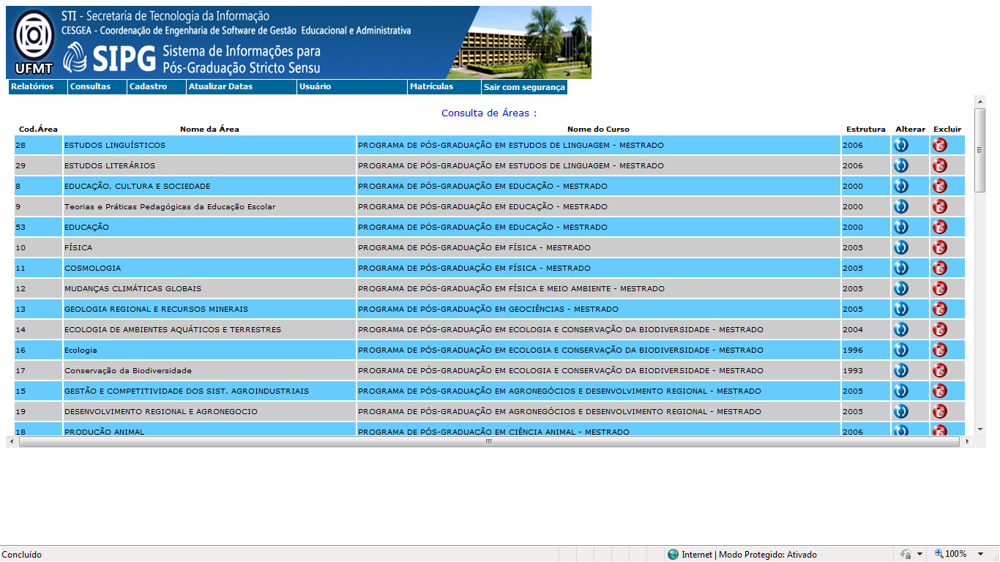 STI - Secretaria de Tecnologia da Informação
CESGEA - Coordenação de Engenharia de Software de Gestão Educacional e Administrativa
UFMT
SIPG Sistema de Informações para
Pós-Graduação Stricto Sensu
Relatórios Consultas Cadastro Atualizar Datas Usuário Matrículas Sair com segurança
Consulta de Áreas :
Cod.Área Nome da Área Nome do Curso Estrutura Alterar Excluir
28 ESTUDOS LINGUÍSTICOS PROGRAMA DE PÓS-GRADUAÇÃO EM ESTUDOS DE LINGUAGEM - MESTRADO 2006
29 ESTUDOS LITERÁRIOS PROGRAMA DE PÓS-GRADUAÇÃO EM ESTUDOS DE LINGUAGEM - MESTRADO 2006
8 EDUCAÇÃO, CULTURA E SOCIEDADE PROGRAMA DE PÓS-GRADUAÇÃO EM EDUCAÇÃO - MESTRADO 2000
9 Teorias e Práticas Pedagógicas da Educação Escolar PROGRAMA DE PÓS-GRADUAÇÃO EM EDUCAÇÃO - MESTRADO 2000
53 EDUCAÇÃO PROGRAMA DE PÓS-GRADUAÇÃO EM EDUCAÇÃO - MESTRADO 2000
10 FÍSICA PROGRAMA DE PÓS-GRADUAÇÃO EM FÍSICA - MESTRADO 2005
11 COSMOLOGIA PROGRAMA DE PÓS-GRADUAÇÃO EM FÍSICA - MESTRADO 2005
12 MUDANÇAS CLIMÁTICAS GLOBAIS PROGRAMA DE PÓS-GRADUAÇÃO EM FÍSICA E MEIO AMBIENTE - MESTRADO 2005
13 GEOLOGIA REGIONAL E RECURSOS MINERAIS PROGRAMA DE PÓS-GRADUAÇÃO EM GEOCIÊNCIAS - MESTRADO 2005
14 ECOLOGIA DE AMBIENTES AQUÁTICOS E TERRESTRES PROGRAMA DE PÓS-GRADUAÇÃO EM ECOLOGIA E CONSERVAÇÃO DA BIODIVERSIDADE - MESTRADO 2004
16 Ecologia PROGRAMA DE PÓS-GRADUAÇÃO EM ECOLOGIA E CONSERVAÇÃO DA BIODIVERSIDADE - MESTRADO 1996
17 Conservação da Biodiversidade PROGRAMA DE PÓS-GRADUAÇÃO EM ECOLOGIA E CONSERVAÇÃO DA BIODIVERSIDADE - MESTRADO 1993
15 GESTÃO E COMPETITIVIDADE DOS SIST. AGROINDUSTRIAIS PROGRAMA DE PÓS-GRADUAÇÃO EM AGRONEGÓCIOS E DESENVOLVIMENTO REGIONAL - MESTRADO 2005
19 DESENVOLVIMENTO REGIONAL E AGRONEGOCIO PROGRAMA DE PÓS-GRADUAÇÃO EM AGRONEGÓCIOS E DESENVOLVIMENTO REGIONAL - MESTRADO 2005
18 PRODUÇÃO ANIMAL PROGRAMA DE PÓS-GRADUAÇÃO EM CIÊNCIA ANIMAL - MESTRADO 2006
Concluído Internet | Modo Protegido: Ativado 100%